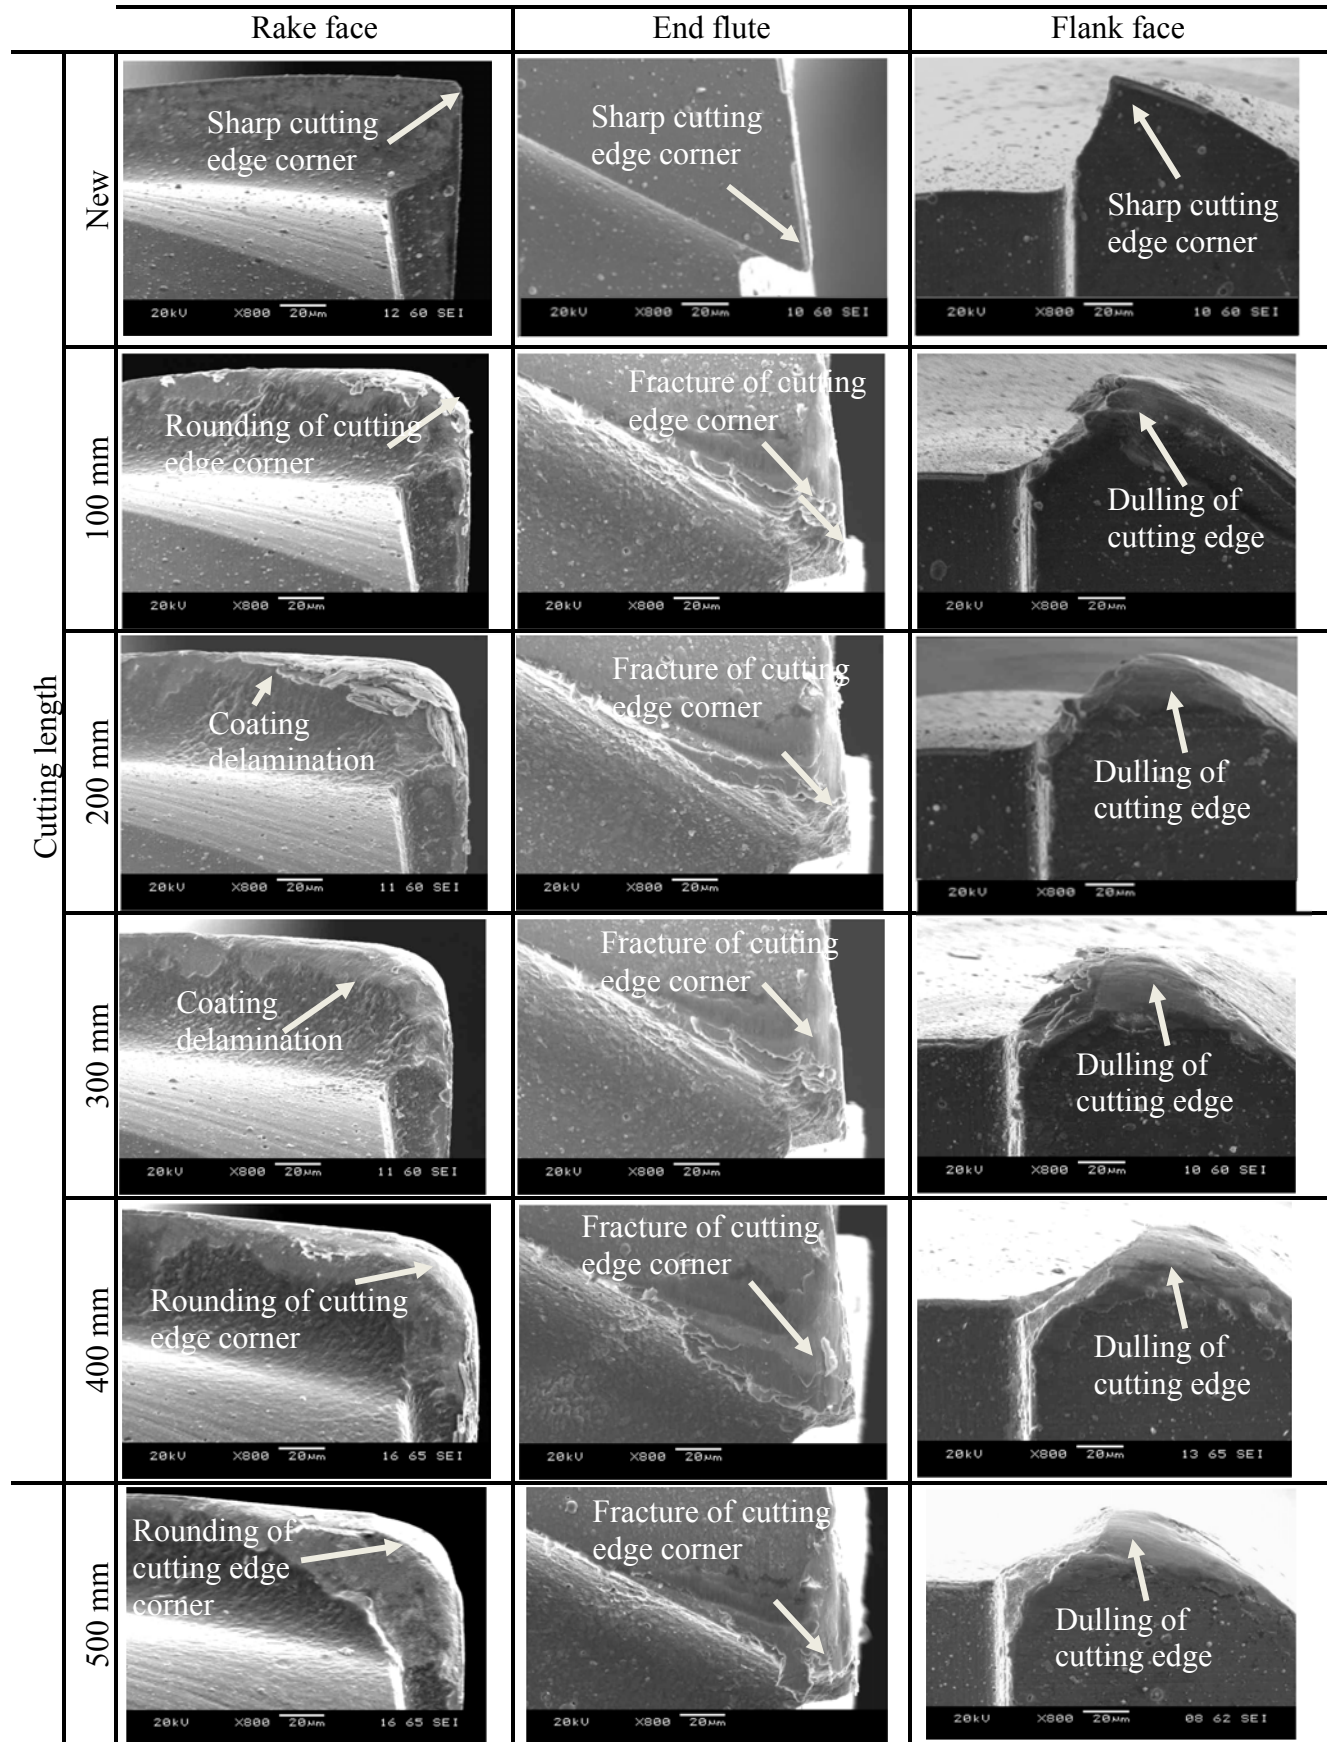 Rake face
End flute
Flank face
Cutting length
New
Sharp cutting
edge corner
20kU X800 20µm 12 60 SEI
Sharp cutting
edge corner
20kU X800 20µm 10 60 SEI
Sharp cutting
edge corner
20kU X800 20µm 10 60 SEI
100 mm
Rounding of cutting
edge corner
20kU X800 20µm
Fracture of cutting
edge corner
20kU X800 20µm
Dulling of
cutting edge
20kU X800 20µm
200 mm
Coating
delamination
20kU X800 20µm 11 60 SEI
Fracture of cutting
edge corner
20kU X800 20µm
Dulling of
cutting edge
20kU X800 20µm
300 mm
Coating
delamination
20kU X800 20µm 11 60 SEI
Fracture of cutting
edge corner
20kU X800 20µm
Dulling of
cutting edge
20kU X800 20µm 10 60 SEI
400 mm
Rounding of cutting
edge corner
20kU X800 20µm 16 65 SEI
Fracture of cutting
edge corner
20kU X800 20µm
Dulling of
cutting edge
20kU X800 20µm 13 65 SEI
500 mm
Rounding of
cutting edge
corner
20kU X800 20µm 16 65 SEI
Fracture of cutting
edge corner
20kU X800 20µm
Dulling of
cutting edge
20kU X800 20µm 08 62 SEI